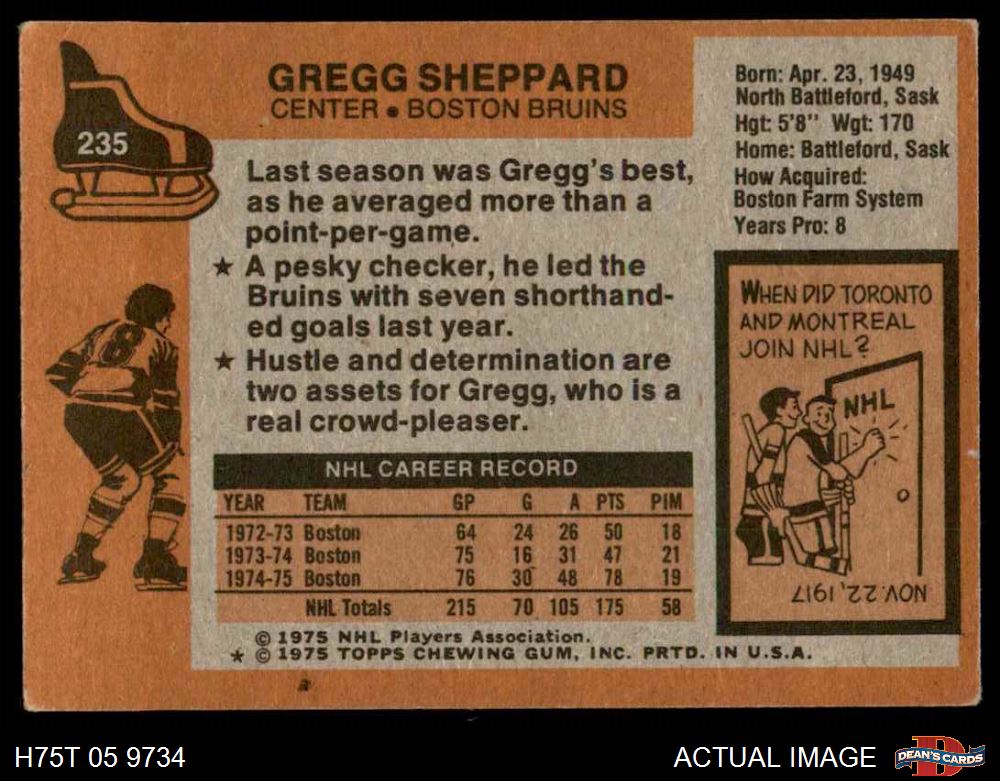 235
GREGG SHEPPARD
CENTER • BOSTON BRUINS
Last season was Gregg's best,
as he averaged more than a
point-per-game.
★ A pesky checker, he led the
Bruins with seven shorthand-
ed goals last year.
★ Hustle and determination are
two assets for Gregg, who is a
real crowd-pleaser.
Born: Apr. 23, 1949
North Battleford, Sask
Hgt: 5'8" Wgt: 170
Home: Battleford, Sask
How Acquired:
Boston Farm System
Years Pro: 8
WHEN DID TORONTO
AND MONTREAL
JOIN NHL?
NHL
NOV. 22, 1917
8
NHL CAREER RECORD
YEAR TEAM GP G A PTS PIM
1972-73 Boston 64 24 26 50 18
1973-74 Boston 75 16 31 47 21
1974-75 Boston 76 30 48 78 19
NHL Totals 215 70 105 175 58
© 1975 NHL Players Association.
★ © 1975 TOPPS CHEWING GUM, INC. PRTD. IN U.S.A.
H75T 05 9734
ACTUAL IMAGE
D
DEAN'S CARDS